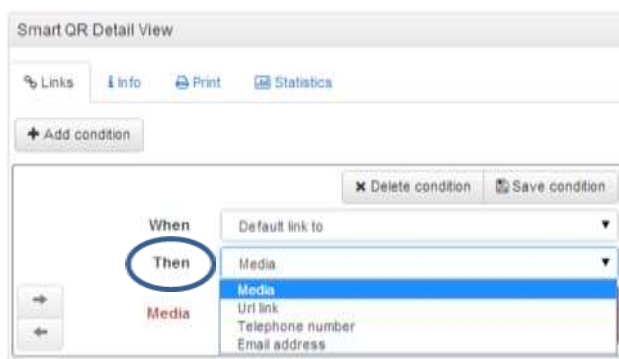 Smart QR Detail View
Links Info Print Statistics
Add condition
Delete condition Save condition
When Default link to
Then Media
Media
Url link
Telephone number
Email address
Media